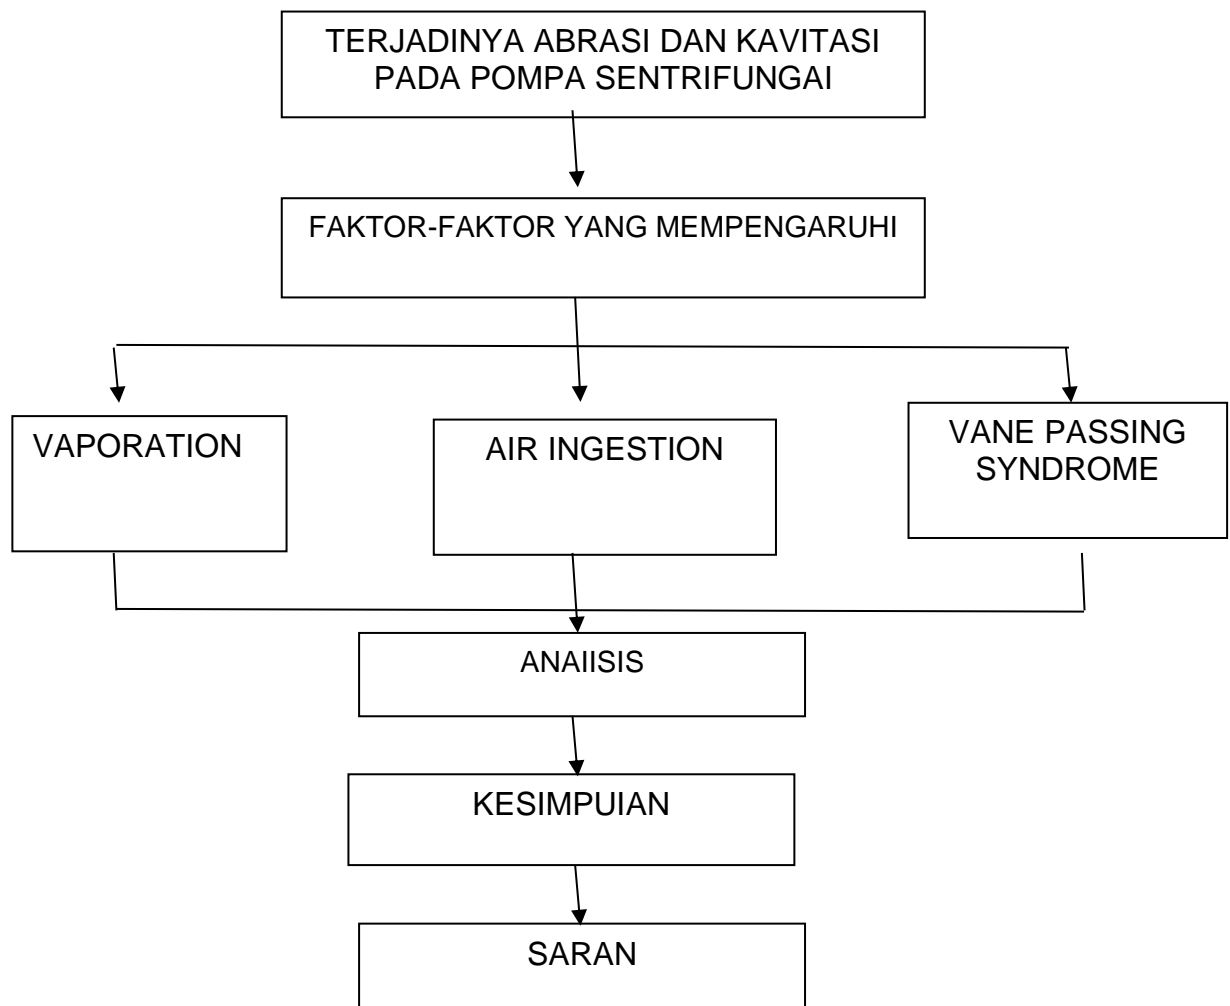 TERJADINYA ABRASI DAN KAVITASI
PADA POMPA SENTRIFUNGAI
FAKTOR-FAKTOR YANG MEMPENGARUHI
VAPORATION
AIR INGESTION
VANE PASSING
SYNDROME
ANAIISIS
KESIMPUIAN
SARAN